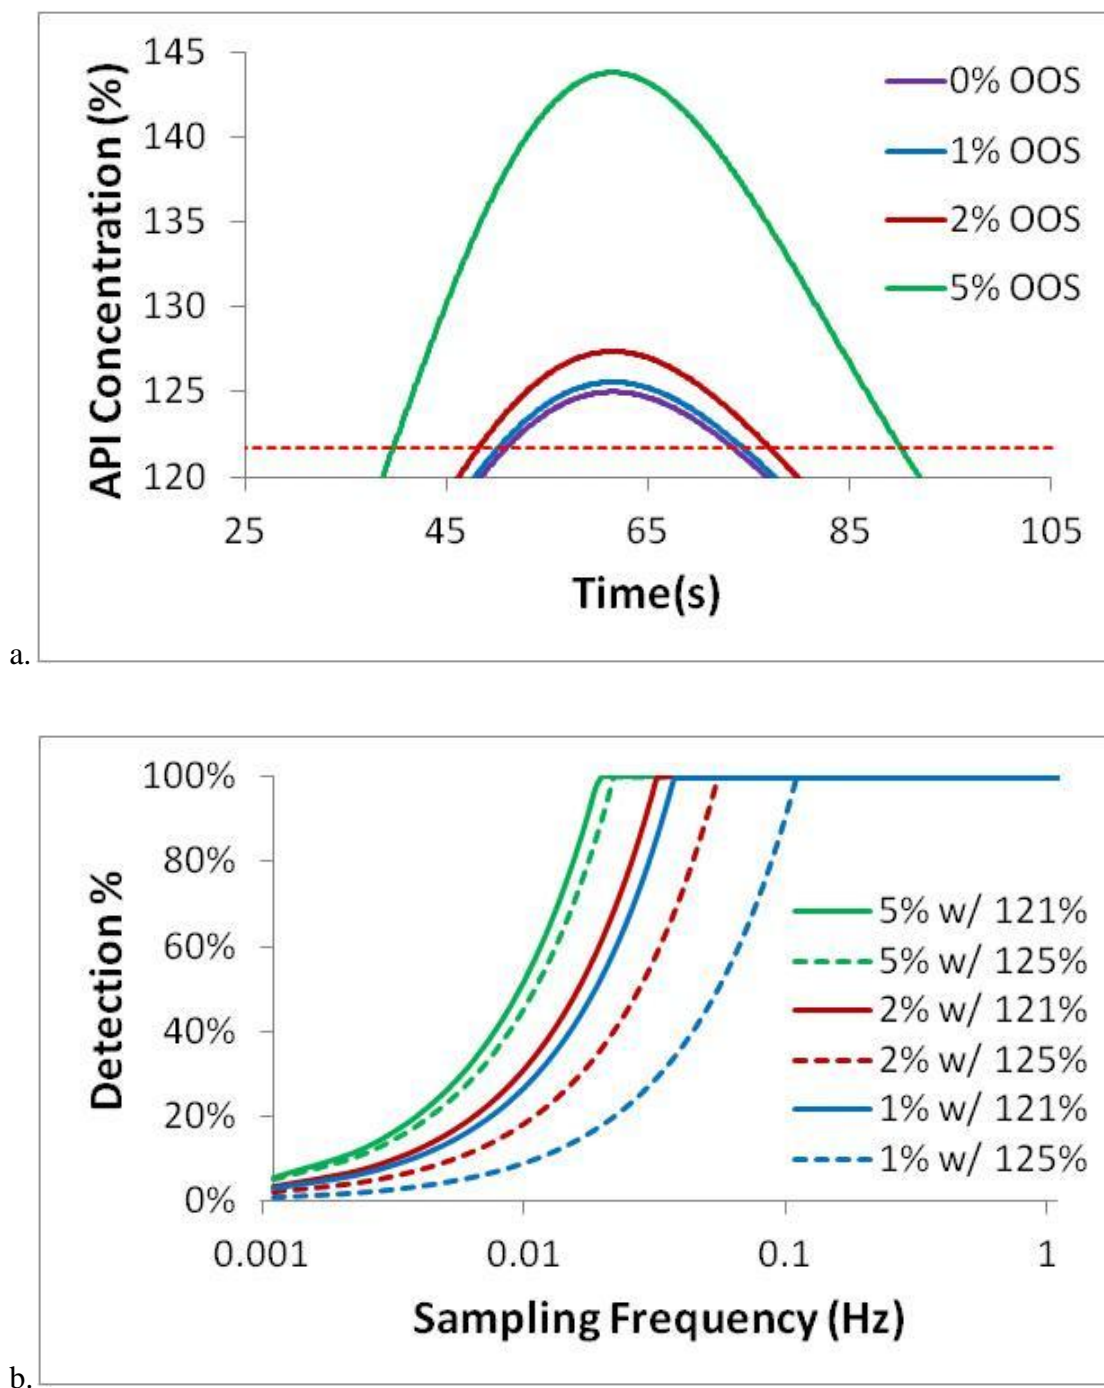 145
140
135
130
125
120
API Concentration (%)
0% OOS
1% OOS
2% OOS
5% OOS
25 45 65 85 105
Time(s)
a.
100%
80%
60%
40%
20%
0%
Detection %
5% w/ 121%
5% w/ 125%
2% w/ 121%
2% w/ 125%
1% w/ 121%
1% w/ 125%
0.001 0.01 0.1 1
Sampling Frequency (Hz)
b.